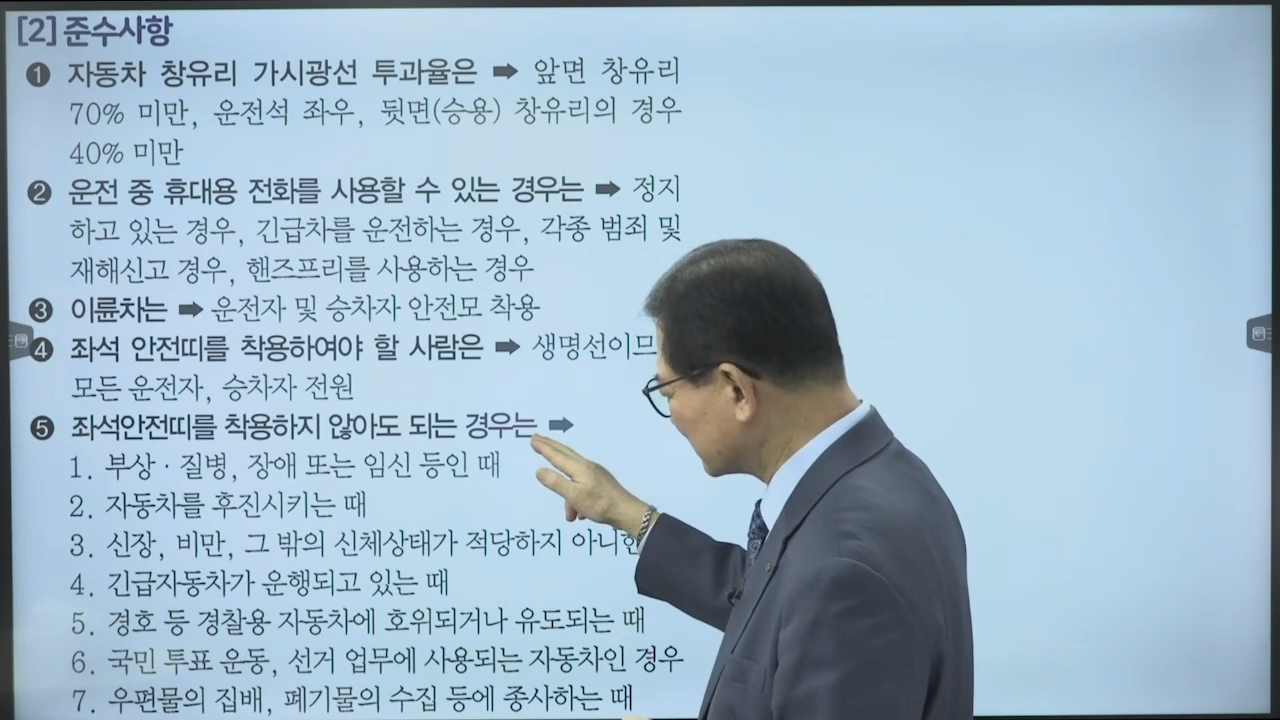 [2] 준수사항
❶ 자동차 창유리 가시광선 투과율은 ➡ 앞면 창유리
70% 미만, 운전석 좌우, 뒷면(승용) 창유리의 경우
40% 미만
❷ 운전 중 휴대용 전화를 사용할 수 있는 경우는 ➡ 정지
하고 있는 경우, 긴급차를 운전하는 경우, 각종 범죄 및
재해신고 경우, 핸즈프리를 사용하는 경우
❸ 이륜차는 ➡ 운전자 및 승차자 안전모 착용
❹ 좌석 안전띠를 착용하여야 할 사람은 ➡ 생명선이므
모든 운전자, 승차자 전원
❺ 좌석안전띠를 착용하지 않아도 되는 경우는 ➡
1. 부상·질병, 장애 또는 임신 등인 때
2. 자동차를 후진시키는 때
3. 신장, 비만, 그 밖의 신체상태가 적당하지 아니한
4. 긴급자동차가 운행되고 있는 때
5. 경호 등 경찰용 자동차에 호위되거나 유도되는 때
6. 국민 투표 운동, 선거 업무에 사용되는 자동차인 경우
7. 우편물의 집배, 폐기물의 수집 등에 종사하는 때